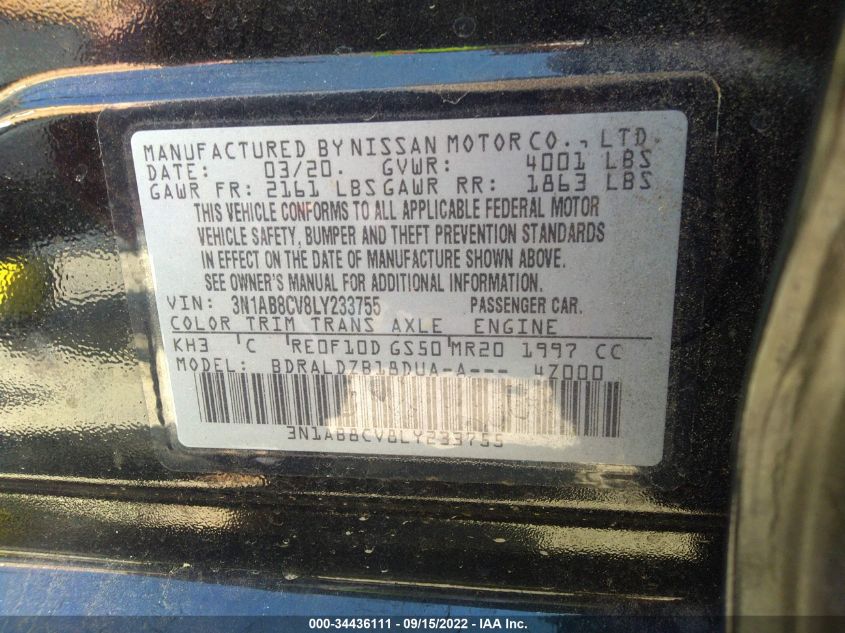 MANUFACTURED BY NISSAN MOTOR CO., LTD.
DATE: 03/20. GVWR: 4001 LBS
GAWR FR: 2161 LBS GAWR RR: 1863 LBS
THIS VEHICLE CONFORMS TO ALL APPLICABLE FEDERAL MOTOR
VEHICLE SAFETY, BUMPER AND THEFT PREVENTION STANDARDS
IN EFFECT ON THE DATE OF MANUFACTURE SHOWN ABOVE.
SEE OWNER'S MANUAL FOR ADDITIONAL INFORMATION.
VIN: 3N1AB8CV8LY233755 PASSENGER CAR.
COLOR TRIM TRANS AXLE ENGINE
KH3 C RE0F10D GS50 MR20 1997 CC
MODEL: BDRALDZB18DUA-A--- 4Z000
3N1AB8CV8LY233755
000-34436111 - 09/15/2022 - IAA Inc.